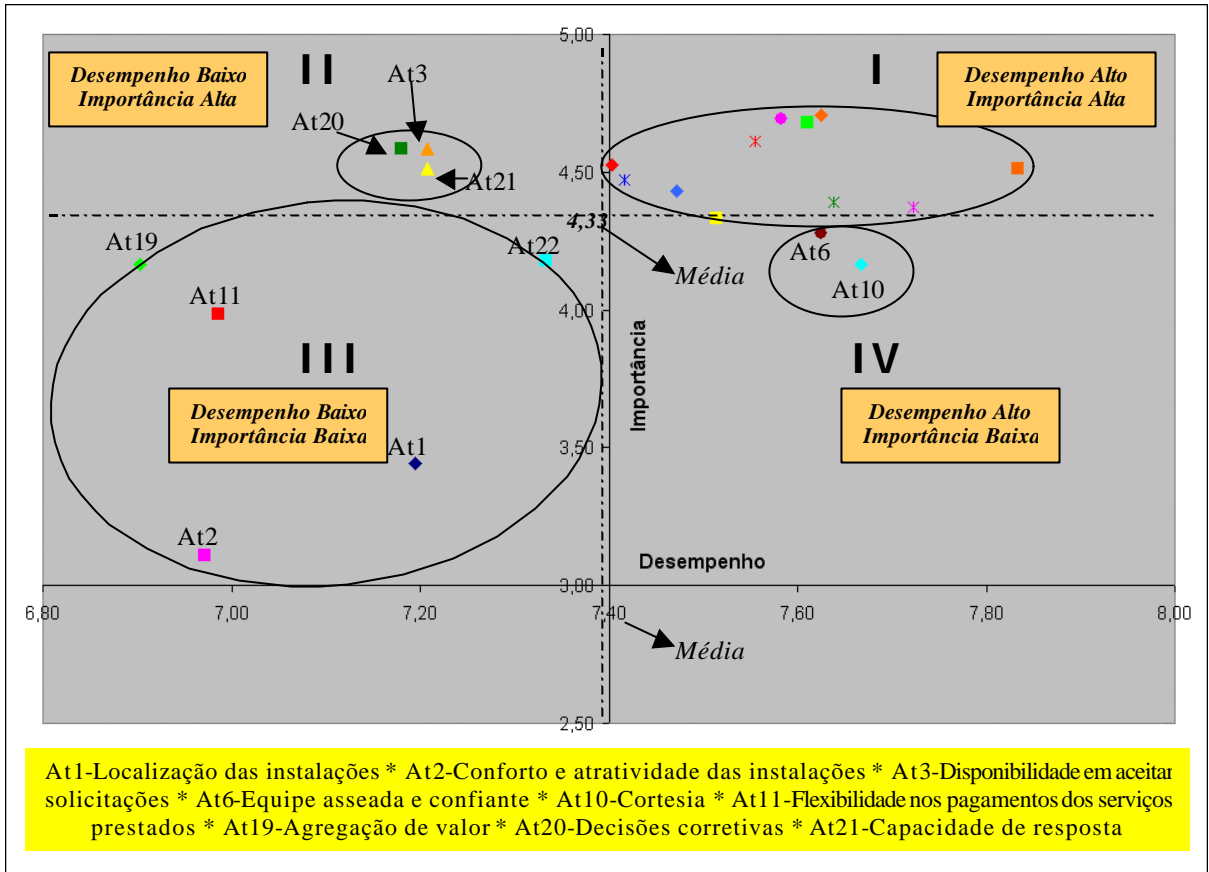 5,00
II
I
Desempenho Baixo
Importância Alta
At3
Desempenho Alto
Importância Alta
At20
4,50
At21
4,33
At19
At22
At6
Média
At10
At11
4,00
III
IV
Importância
Desempenho Baixo
Importância Baixa
Desempenho Alto
Importância Baixa
At1
3,50
At2
Desempenho
3,00
6,80 7,00 7,20 7,40 7,60 7,80 8,00
Média
2,50
At1-Localização das instalações * At2-Conforto e atratividade das instalações * At3-Disponibilidade em aceitar
solicitações * At6-Equipe asseada e confiante * At10-Cortesia * At11-Flexibilidade nos pagamentos dos serviços
prestados * At19-Agregação de valor * At20-Decisões corretivas * At21-Capacidade de resposta